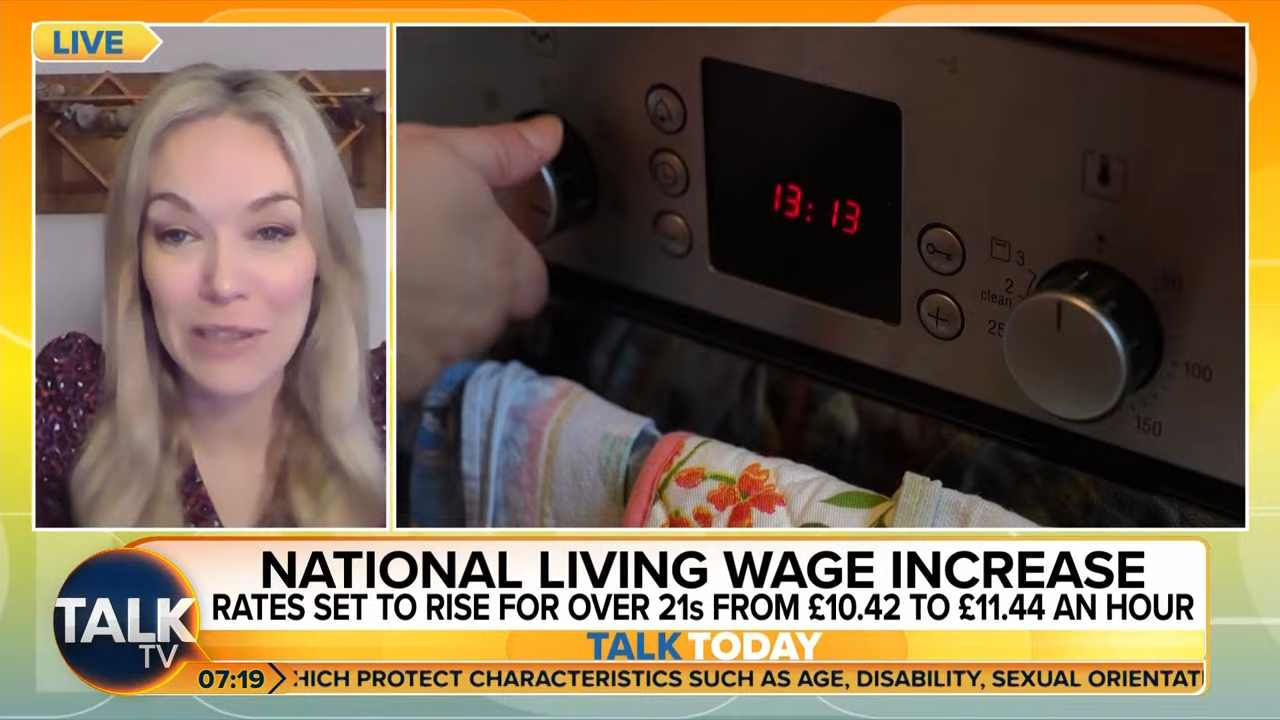 LIVE
13:13
3
2
clean
25
50
100
150
NATIONAL LIVING WAGE INCREASE
RATES SET TO RISE FOR OVER 21s FROM £10.42 TO £11.44 AN HOUR
TALK TV
TALK TODAY
07:19
HICH PROTECT CHARACTERISTICS SUCH AS AGE, DISABILITY, SEXUAL ORIENTAT